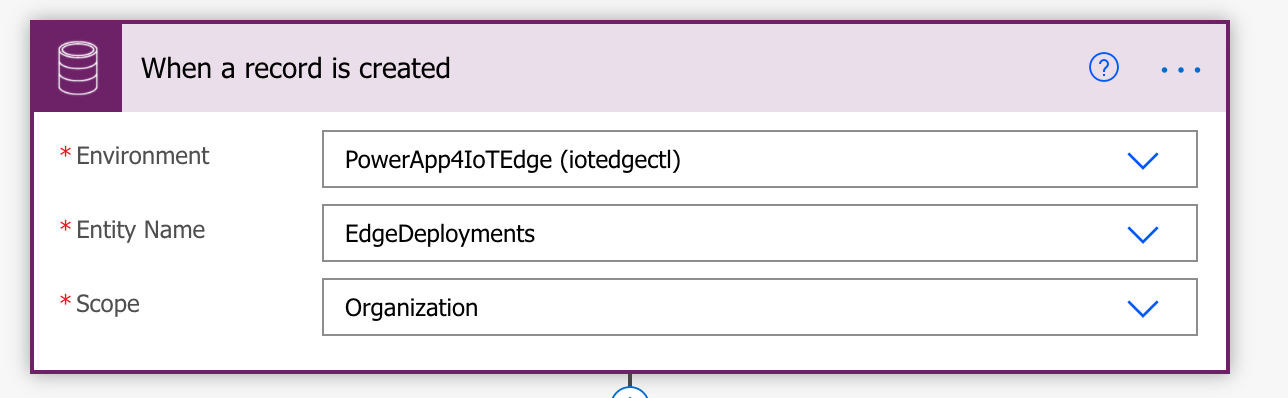 When a record is created
?
* Environment
PowerApp4IoTEdge (iotedgectl)
* Entity Name
EdgeDeployments
* Scope
Organization